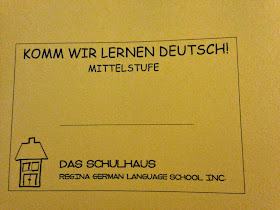 KOMM WIR LERNEN DEUTSCH!
MITTELSTUFE
DAS SCHULHAUS
REGINA GERMAN LANGUAGE SCHOOL INC.